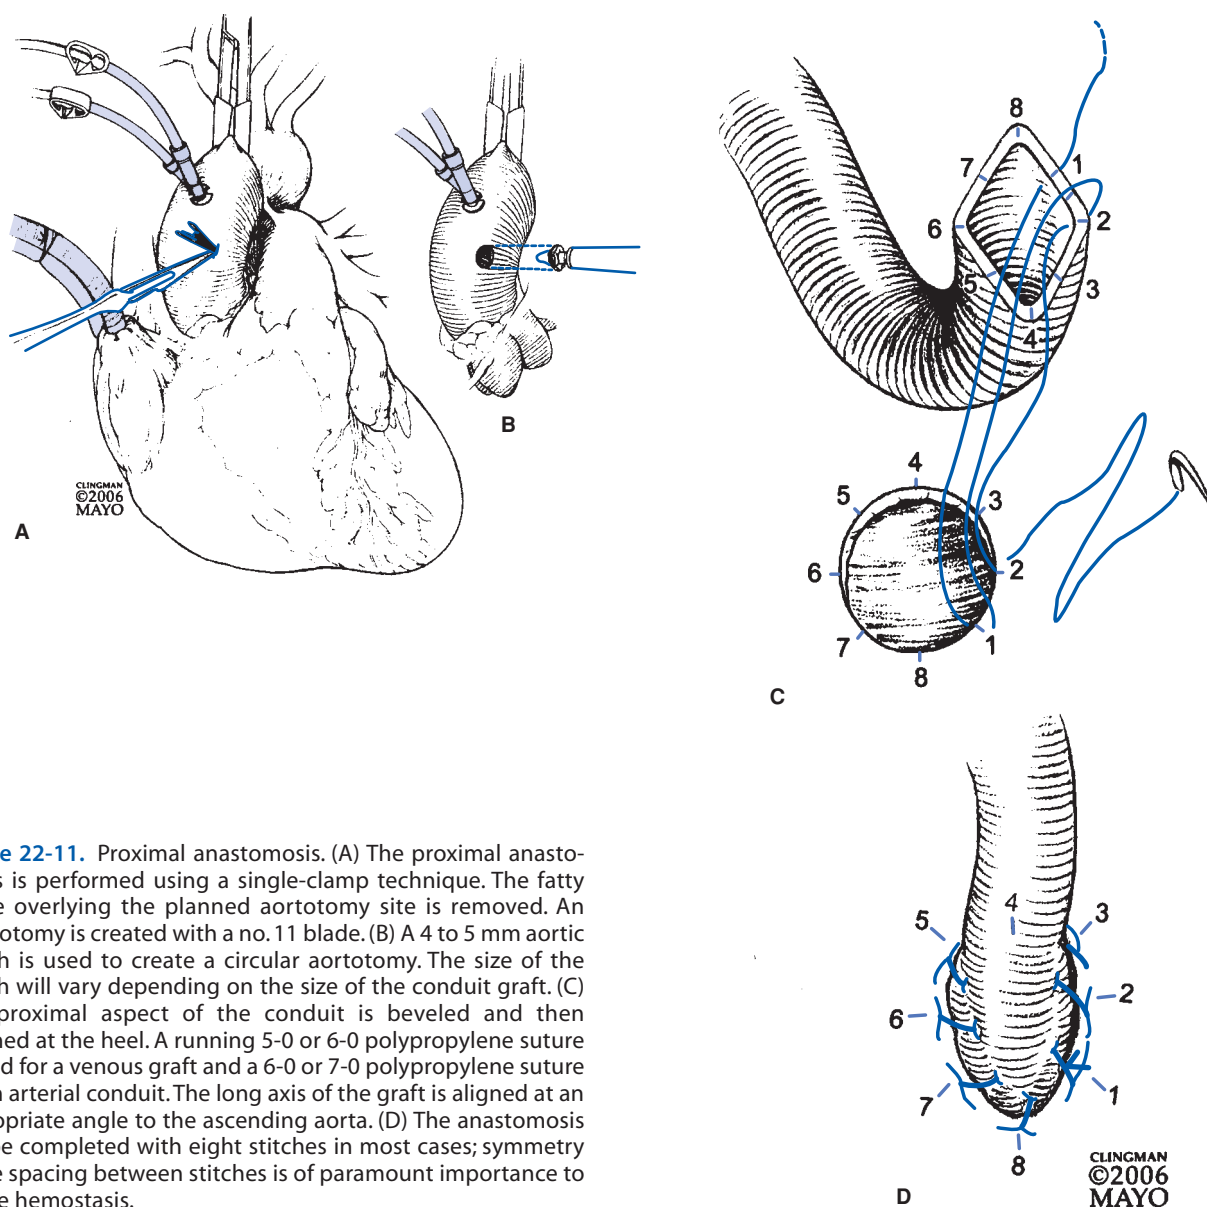 CLINGMAN
©2006
MAYO
A
B
8
7
1
6
2
5
3
4
4
5
3
6
2
7
1
8
C
e 22-11. Proximal anastomosis. (A) The proximal anasto-
s is performed using a single-clamp technique. The fatty
e overlying the planned aortotomy site is removed. An
otomy is created with a no. 11 blade. (B) A 4 to 5 mm aortic
h is used to create a circular aortotomy. The size of the
h will vary depending on the size of the conduit graft. (C)
proximal aspect of the conduit is beveled and then
ned at the heel. A running 5-0 or 6-0 polypropylene suture
d for a venous graft and a 6-0 or 7-0 polypropylene suture
n arterial conduit. The long axis of the graft is aligned at an
opriate angle to the ascending aorta. (D) The anastomosis
be completed with eight stitches in most cases; symmetry
e spacing between stitches is of paramount importance to
e hemostasis.
4
5
3
6
2
7
1
8
D
CLINGMAN
©2006
MAYO